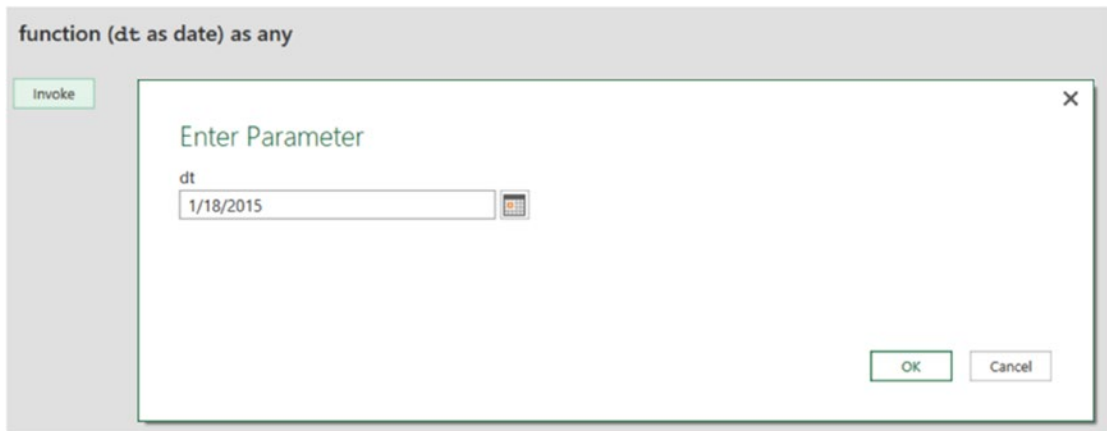 function (dt as date) as any
Invoke
Enter Parameter
dt
1/18/2015
OK Cancel